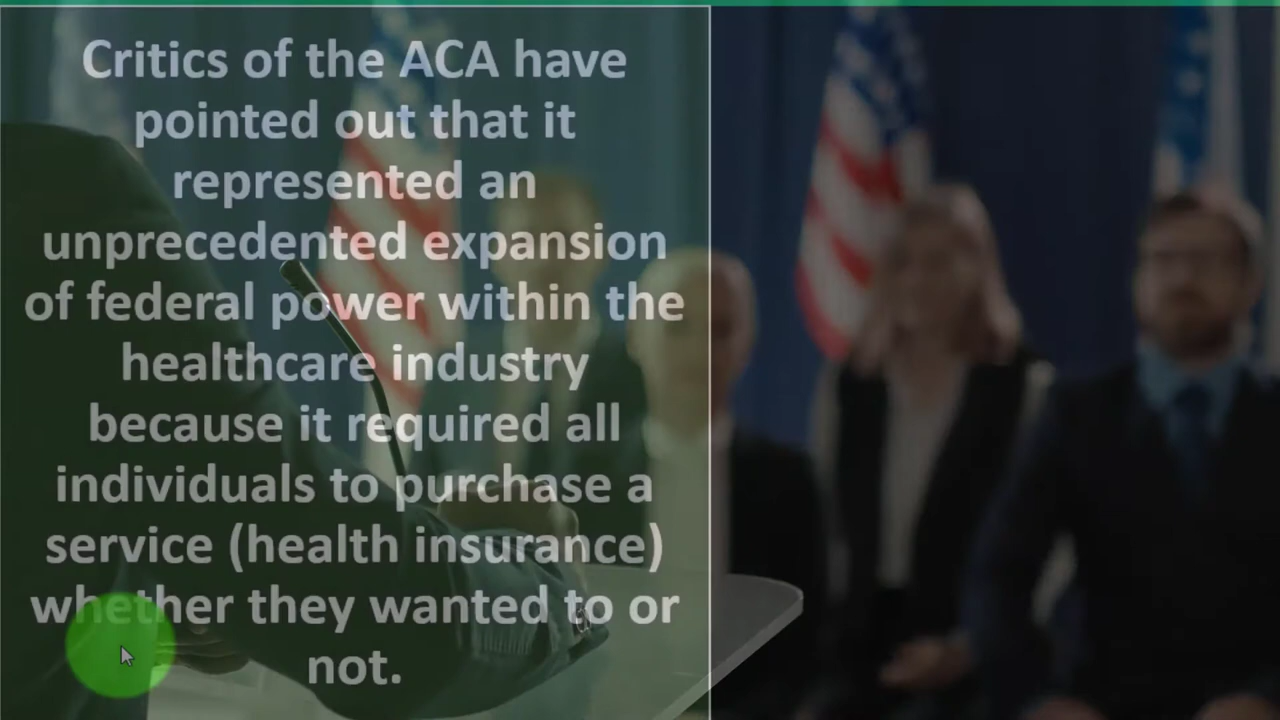 Critics of the ACA have
pointed out that it
represented an
unprecedented expansion
of federal power within the
healthcare industry
because it required all
individuals to purchase a
service (health insurance)
whether they wanted to or
not.